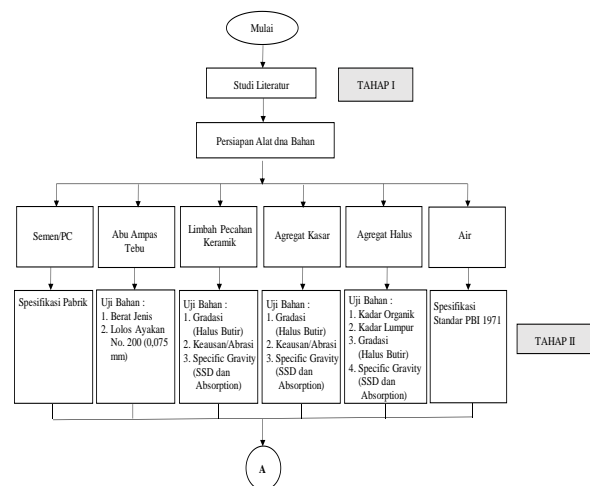 Mulai
Studi Literatur
TAHAP I
Persiapan Alat dna Bahan
Semen/PC
Abu Ampas
Tebu
Limbah Pecahan
Keramik
Agregat Kasar
Agregat Halus
Air
Spesifikasi Pabrik
Uji Bahan :
1. Berat Jenis
2. Lolos Ayakan
No. 200 (0,075
mm)
Uji Bahan :
1. Gradasi
(Halus Butir)
2. Keausan/Abrasi
3. Specific Gravity
(SSD dan
Absorption)
Uji Bahan :
1. Gradasi
(Halus Butir)
2. Keausan/Abrasi
3. Specific Gravity
(SSD dan
Absorption)
Uji Bahan :
1. Kadar Organik
2. Kadar Lumpur
3. Gradasi
(Halus Butir)
4. Specific Gravity
(SSD dan
Absorption)
Spesifikasi
Standar PBI 1971
TAHAP II
A